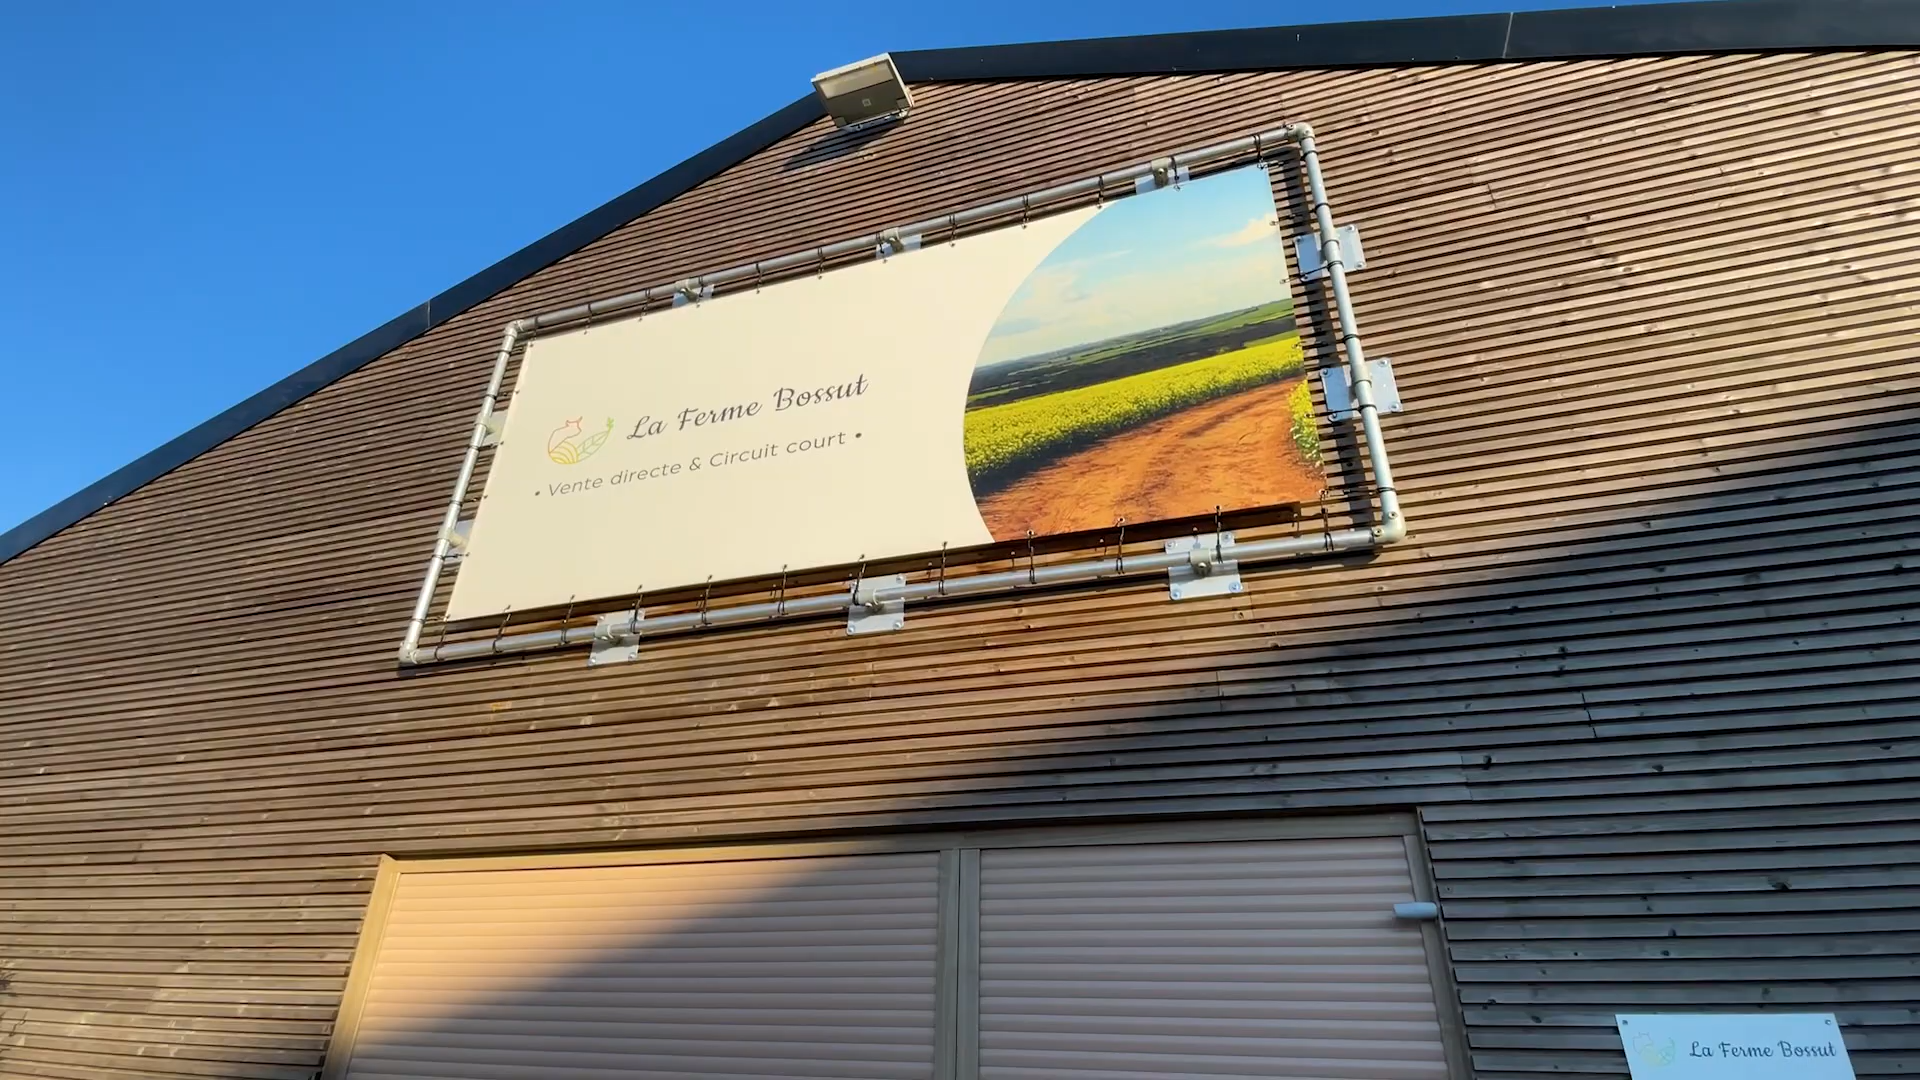 La Ferme Bossut
• Vente directe & Circuit court •
La Ferme Bossut